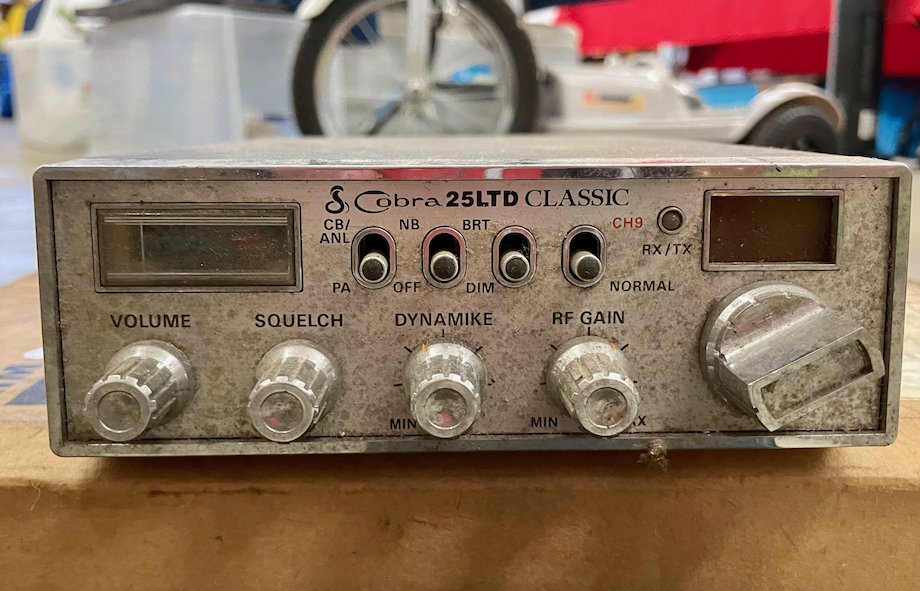 Cobra 25LTD CLASSIC
CB/
ANL
NB
BRT
CH9
RX/TX
PA
OFF
DIM
NORMAL
VOLUME
SQUELCH
DYNAMIKE
RF GAIN
MIN
MIN